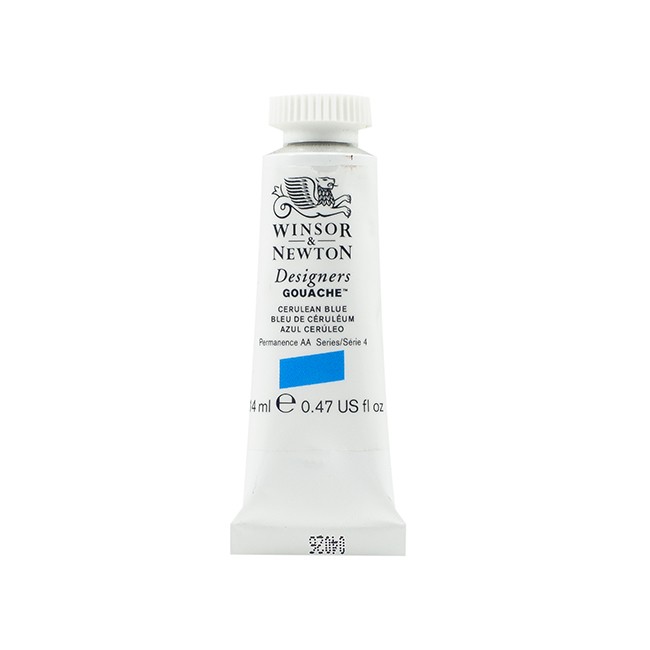 WINSOR
&
NEWTON
Designers
GOUACHE™
CERULEAN BLUE
BLEU DE CÉRULÉUM
AZUL CERÚLEO
Permanence AA Series/Série 4
14 ml ℮ 0.47 US fl oz
04026